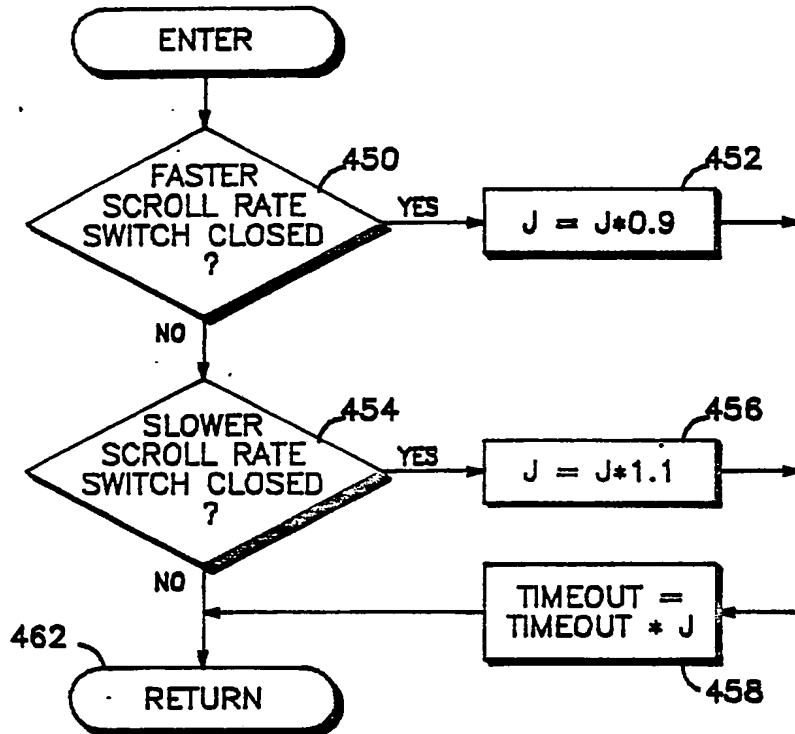 ENTER
450
FASTER
SCROLL RATE
SWITCH CLOSED
?
YES
452
J = J*0.9
NO
454
SLOWER
SCROLL RATE
SWITCH CLOSED
?
YES
456
J = J*1.1
NO
TIMEOUT =
TIMEOUT * J
458
462
RETURN